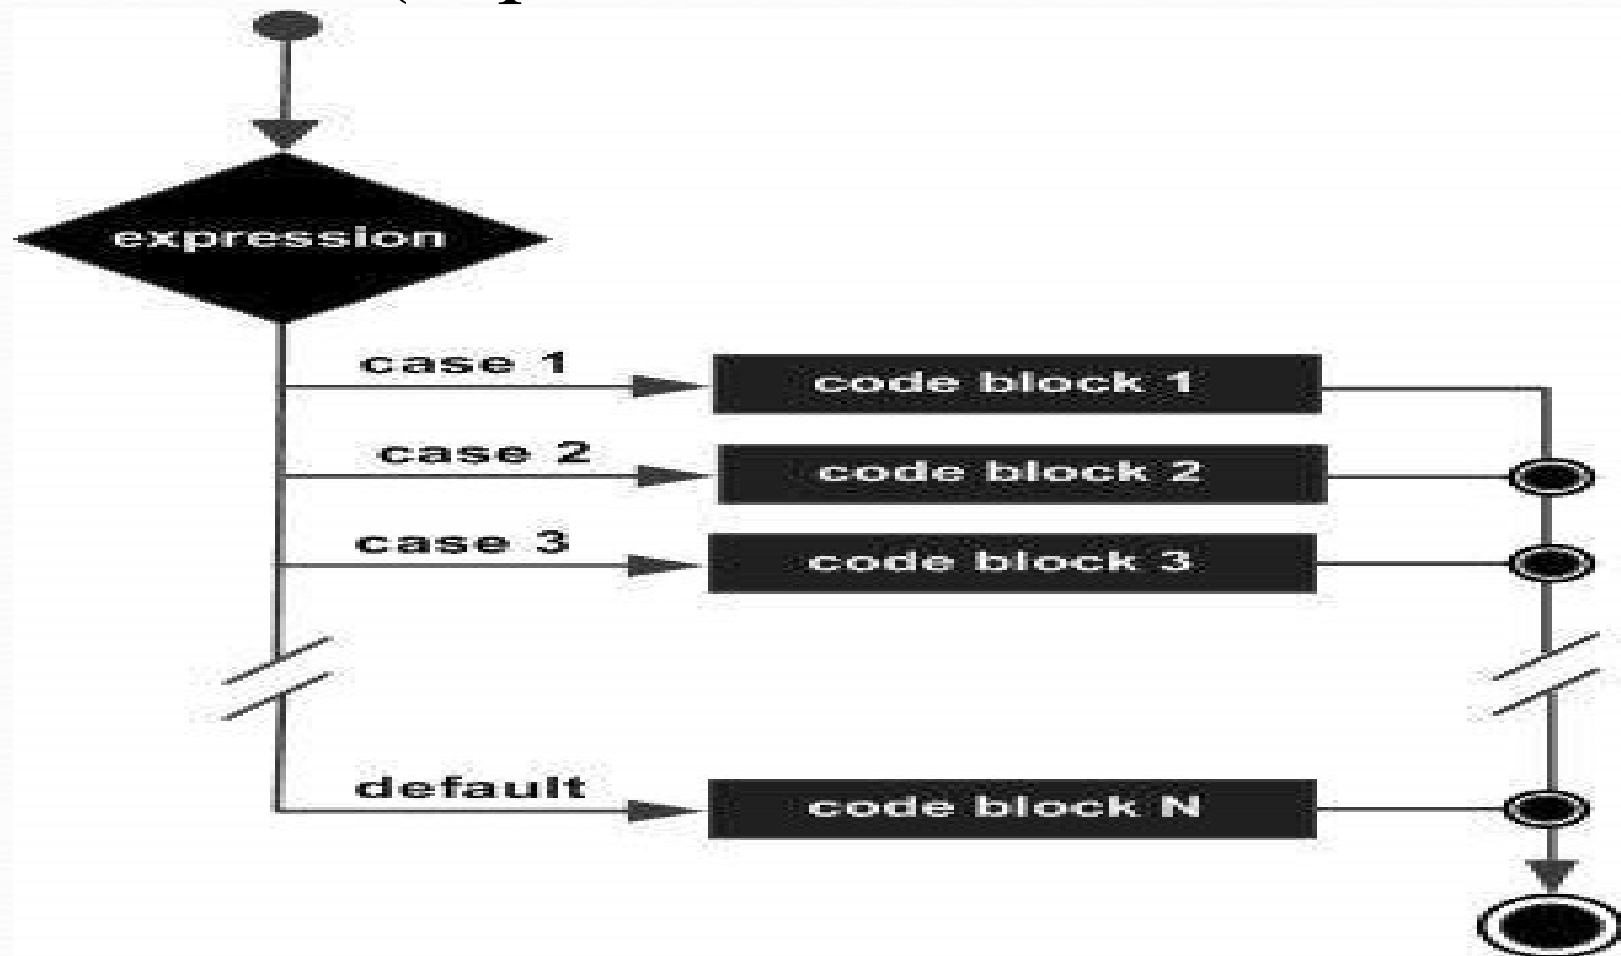 expression
case 1
code block 1
case 2
code block 2
case 3
code block 3
default
code block N